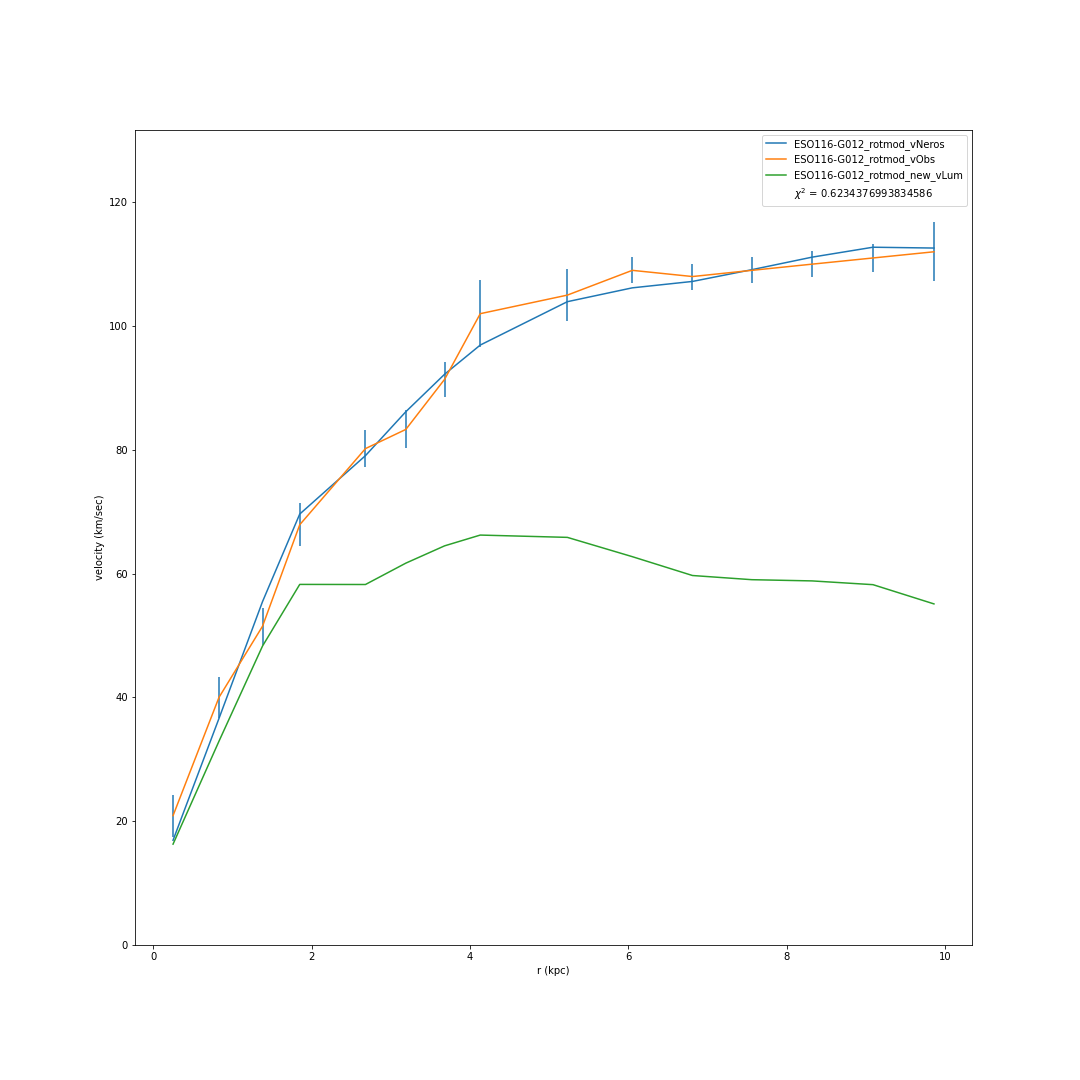 ESO116-G012_rotmod_vNeros
ESO116-G012_rotmod_vObs
ESO116-G012_rotmod_new_vLum
χ² = 0.6234376993834586
120
100
80
60
40
20
0
velocity (km/sec)
0 2 4 6 8 10
r (kpc)